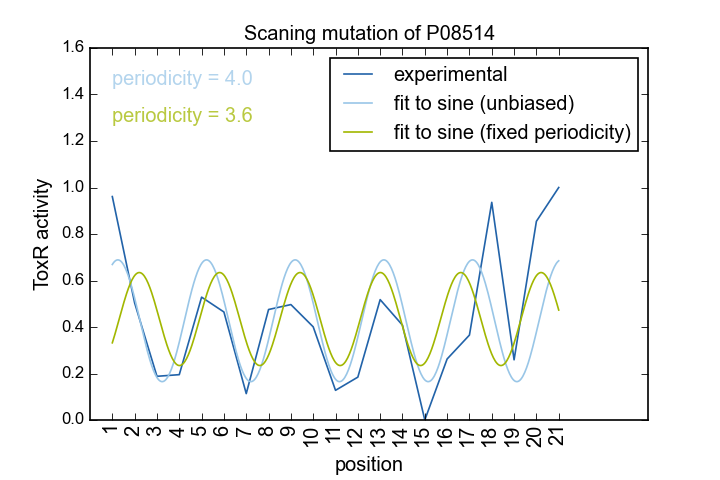 Scaning mutation of P08514
1.6
1.4
1.2
1.0
0.8
0.6
0.4
0.2
0.0
ToxR activity
periodicity = 4.0
periodicity = 3.6
experimental
fit to sine (unbiased)
fit to sine (fixed periodicity)
1 2 3 4 5 6 7 8 9 10 11 12 13 14 15 16 17 18 19 20 21
position